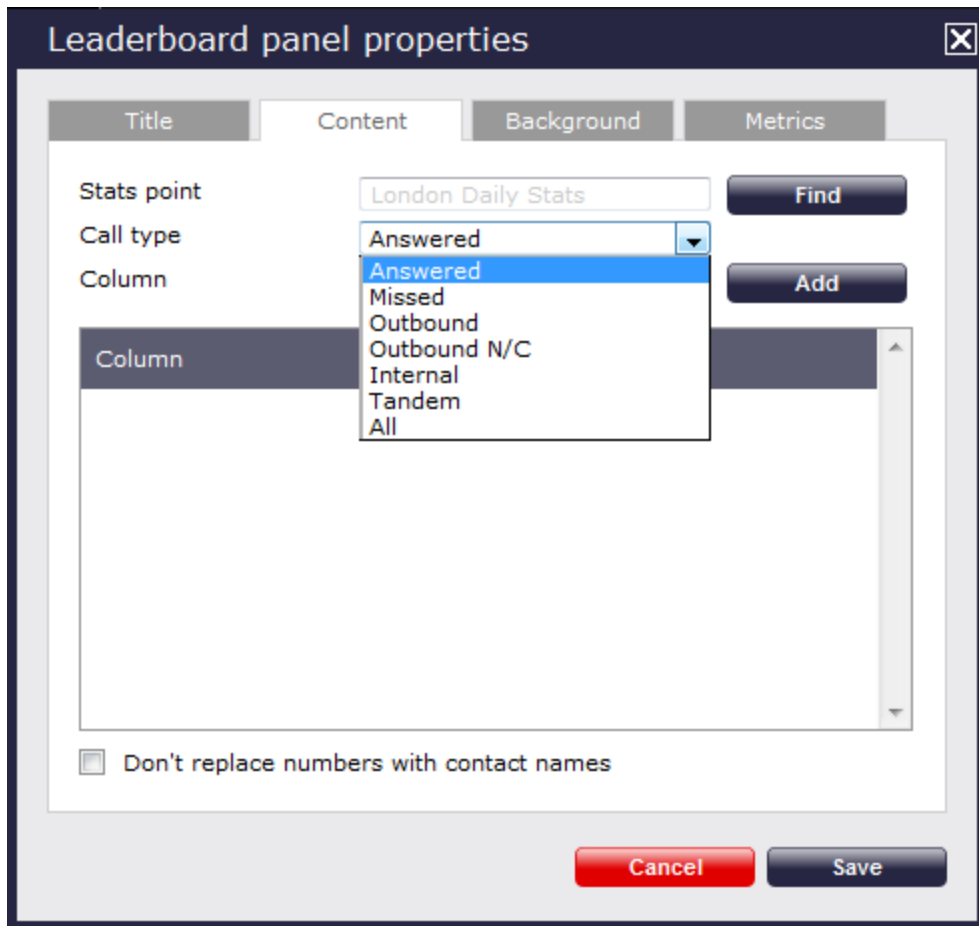 Leaderboard panel properties
Title Content Background Metrics
Stats point London Daily Stats Find
Call type Answered
Answered
Column Add
Missed
Outbound
Outbound N/C
Column
Internal
Tandem
All
Don't replace numbers with contact names
Cancel Save